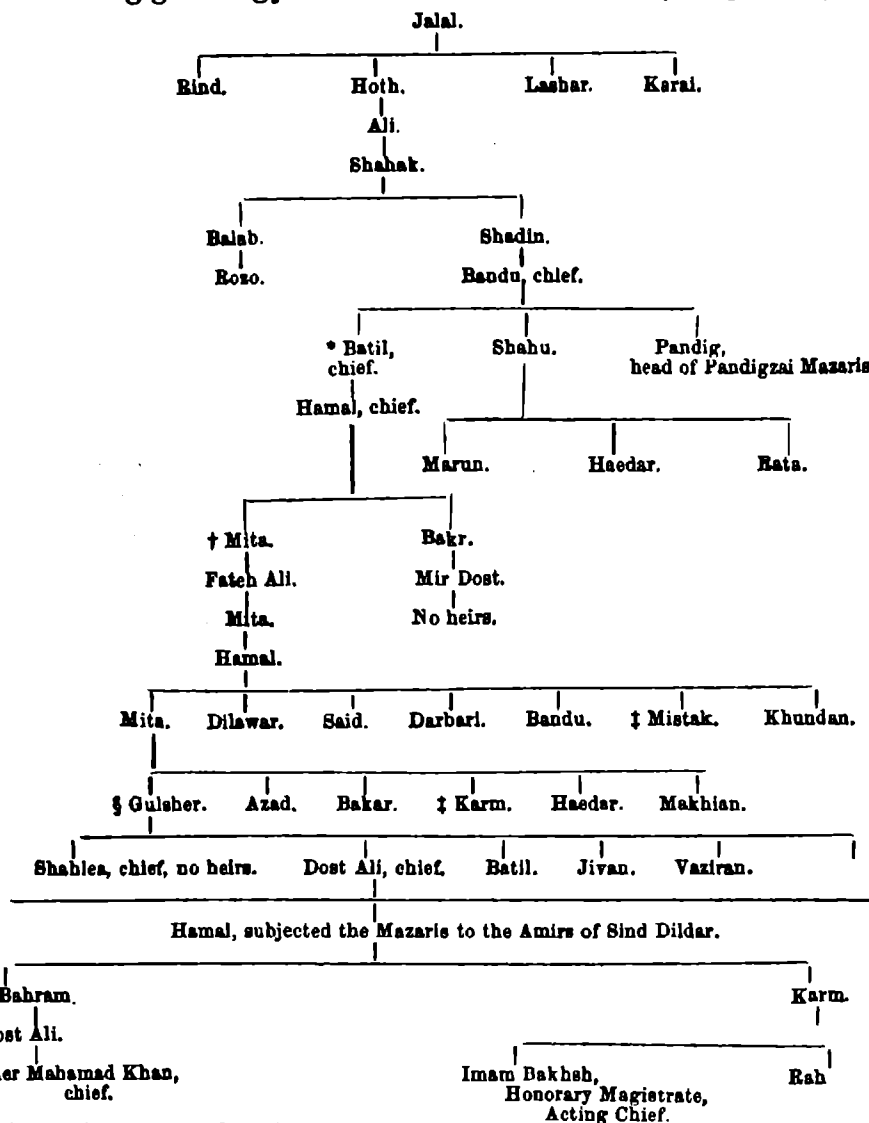 Jalal.
Rind. Hoth. Lashar. Karai.
Ali.
Shahak.
Balab. Shadin.
Rozo. Bandu, chief.
* Batil, Shahu. Pandig,
chief. head of Pandigzai Mazaris
Hamal, chief.
Marun. Haedar. Rata.
† Mita. Bakr.
Fateh Ali. Mir Dost.
Mita. No heirs.
Hamal.
Mita. Dilawar. Said. Darbari. Bandu. ‡ Mistak. Khundan.
§ Gulsher. Azad. Bakar. ‡ Karm. Haedar. Makhian.
Shahlea, chief, no heirs. Dost Ali, chief. Batil. Jivan. Vaziran.
Hamal, subjected the Mazaris to the Amirs of Sind Dildar.
Bahram. Karm.
ost Ali.
er Mahamad Khan, Imam Bakhsh, Rah
chief. Honorary Magistrate,
Acting Chief.